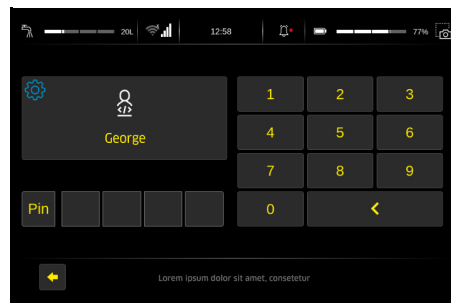 20L 12:58 77%
</>
George
1 2 3
4 5 6
7 8 9
Pin 0
Lorem ipsum dolor sit amet, consetetur